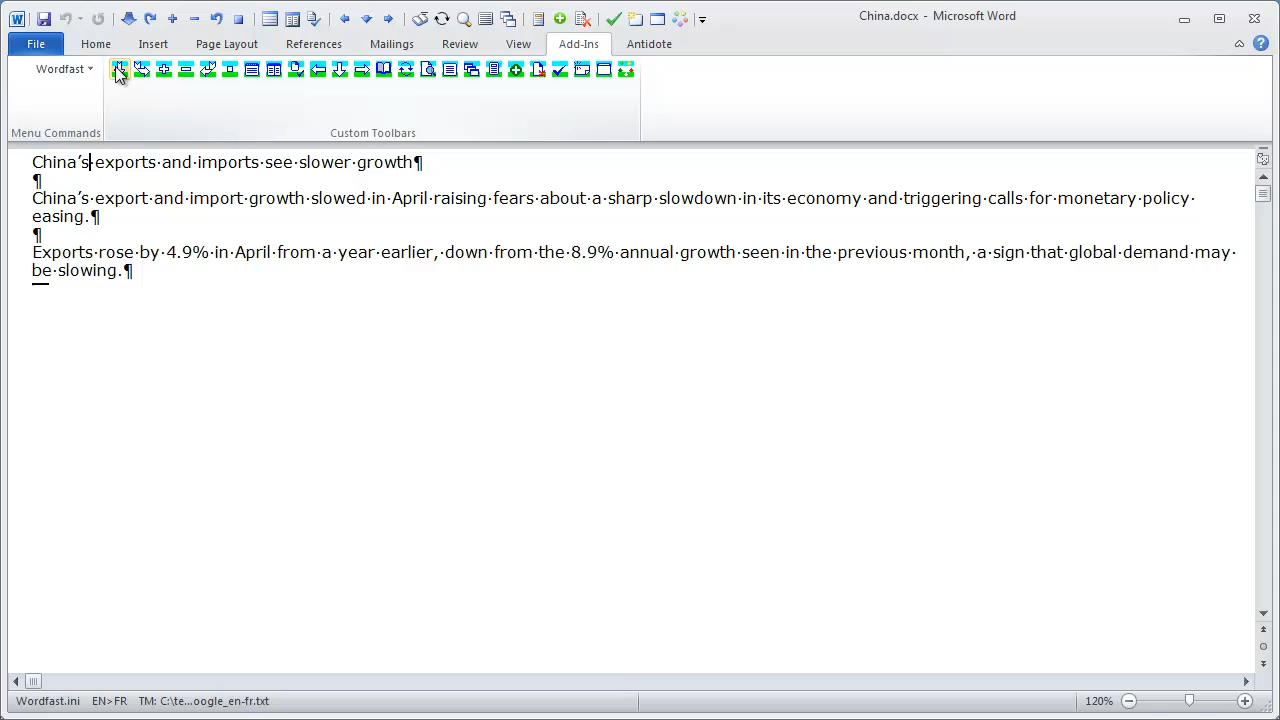 China.docx - Microsoft Word
File Home Insert Page Layout References Mailings Review View Add-Ins Antidote
Wordfast
Menu Commands Custom Toolbars
China’s·exports·and·imports·see·slower·growth¶
¶
China’s·export·and·import·growth·slowed·in·April·raising·fears·about·a·sharp·slowdown·in·its·economy·and·triggering·calls·for·monetary·policy·
easing.¶
¶
Exports·rose·by·4.9%·in·April·from·a·year·earlier,·down·from·the·8.9%·annual·growth·seen·in·the·previous·month,·a·sign·that·global·demand·may·
be·slowing.¶
Wordfast.ini EN>FR TM: C:\te...oogle_en-fr.txt 120%